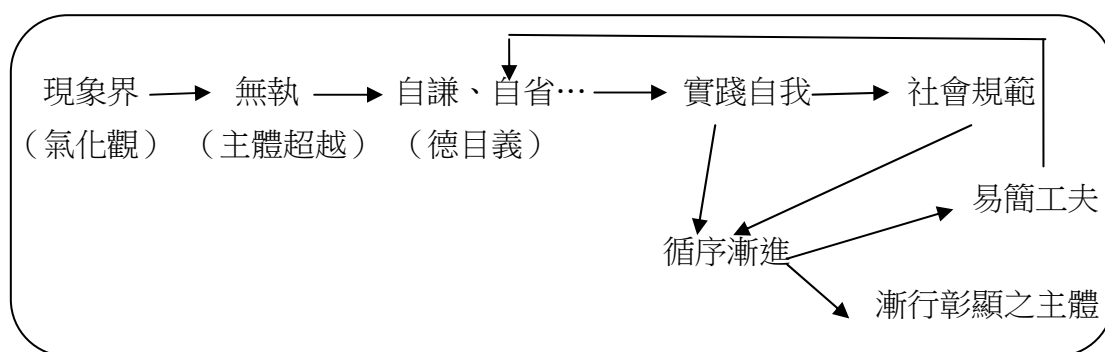 現象界 無執 自謙、自省… 實踐自我 社會規範
（氣化觀） （主體超越） （德目義）
易簡工夫
循序漸進
漸行彰顯之主體